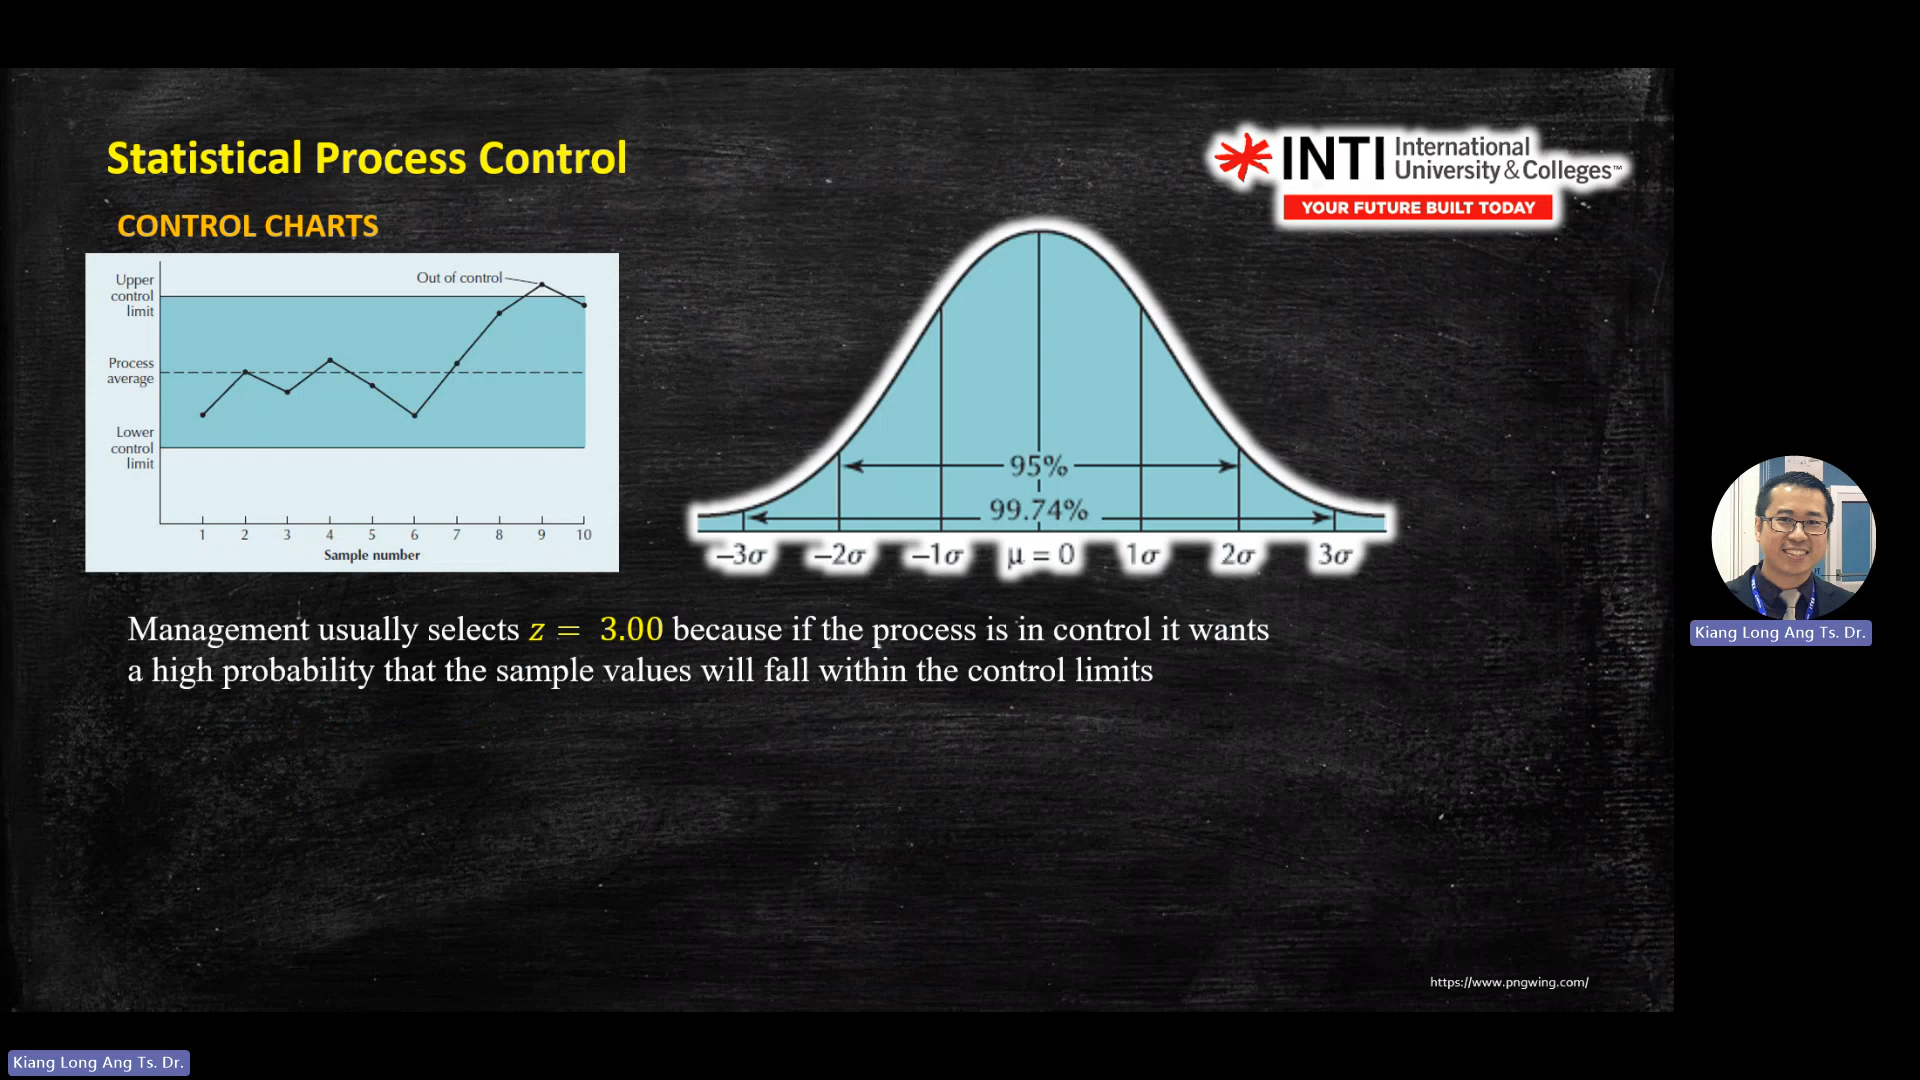 Statistical Process Control
INTI International
University & Colleges™
YOUR FUTURE BUILT TODAY
CONTROL CHARTS
Upper
control
limit
Out of control
Process
average
Lower
control
limit
1 2 3 4 5 6 7 8 9 10
Sample number
95%
99.74%
−3σ −2σ −1σ μ = 0 1σ 2σ 3σ
Management usually selects z = 3.00 because if the process is in control it wants
a high probability that the sample values will fall within the control limits
https://www.pngwing.com/
Kiang Long Ang Ts. Dr.
Kiang Long Ang Ts. Dr.